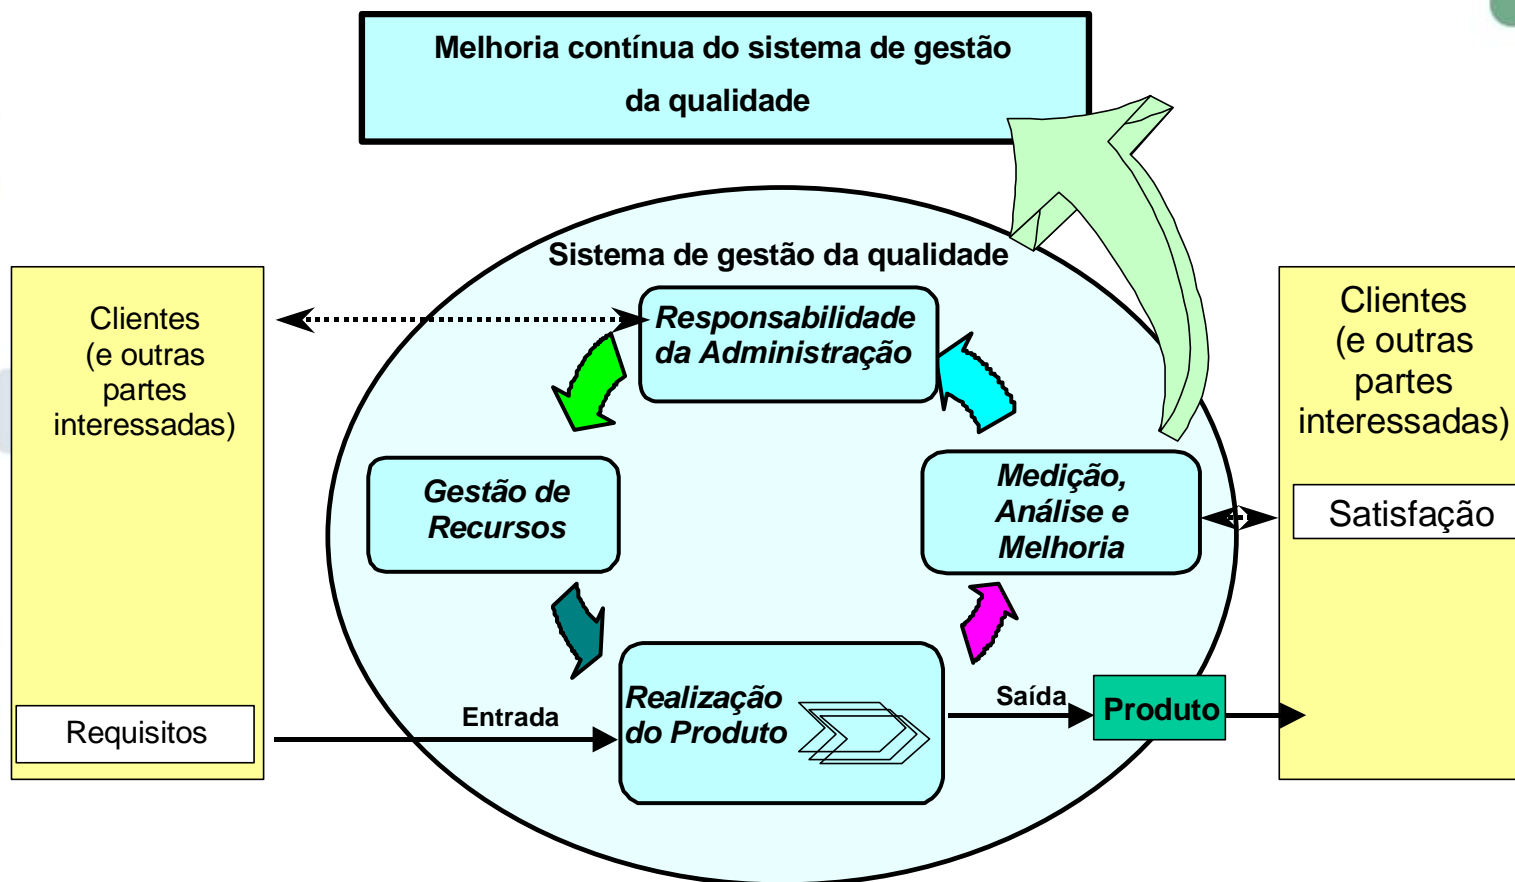 Melhoria contínua do sistema de gestão
da qualidade
Sistema de gestão da qualidade
Clientes
(e outras
partes
interessadas)
Requisitos
Responsabilidade
da Administração
Gestão de
Recursos
Medição,
Análise e
Melhoria
Entrada
Realização
do Produto
Saída
Produto
Clientes
(e outras
partes
interessadas)
Satisfação